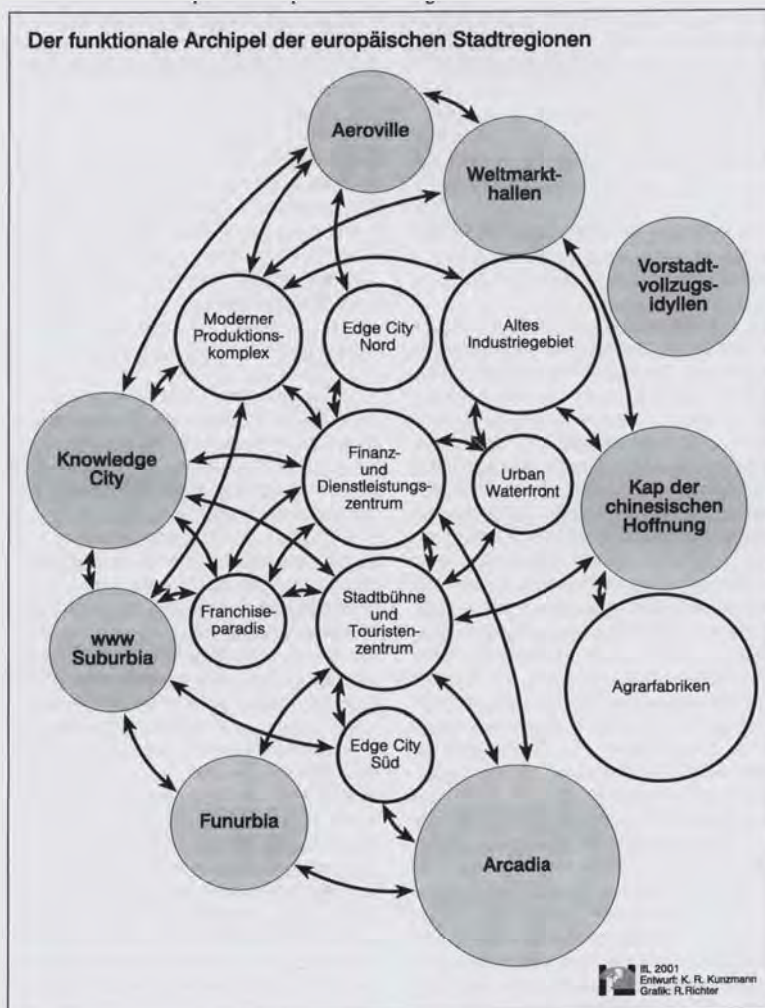 Der funktionale Archipel der europäischen Stadtregionen
Aeroville
Weltmarkt-
hallen
Vorstadt-
vollzugs-
idyllen
Moderner
Produktions-
komplex
Edge City
Nord
Altes
Industriegebiet
Knowledge
City
Finanz-
und
Dienstleistungs-
zentrum
Urban
Waterfront
Kap der
chinesischen
Hoffnung
www
Suburbia
Franchise-
paradis
Stadtbühne
und
Touristen-
zentrum
Agrarfabriken
Edge City
Süd
Funurbia
Arcadia
IfL 2001
Entwurf: K. R. Kunzmann
Grafik: R. Richter